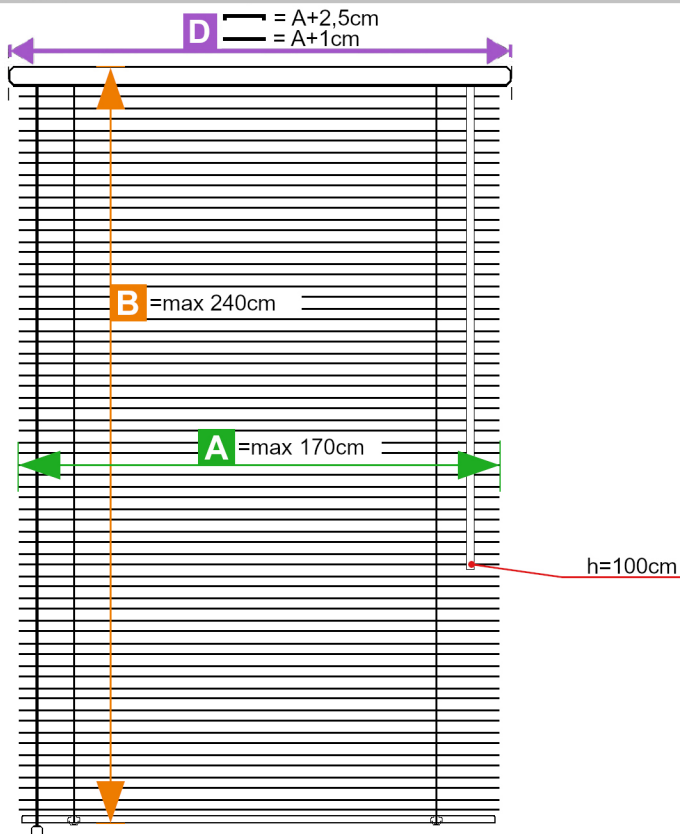 D = A+2,5cm
= A+1cm
B =max 240cm
A =max 170cm
h=100cm